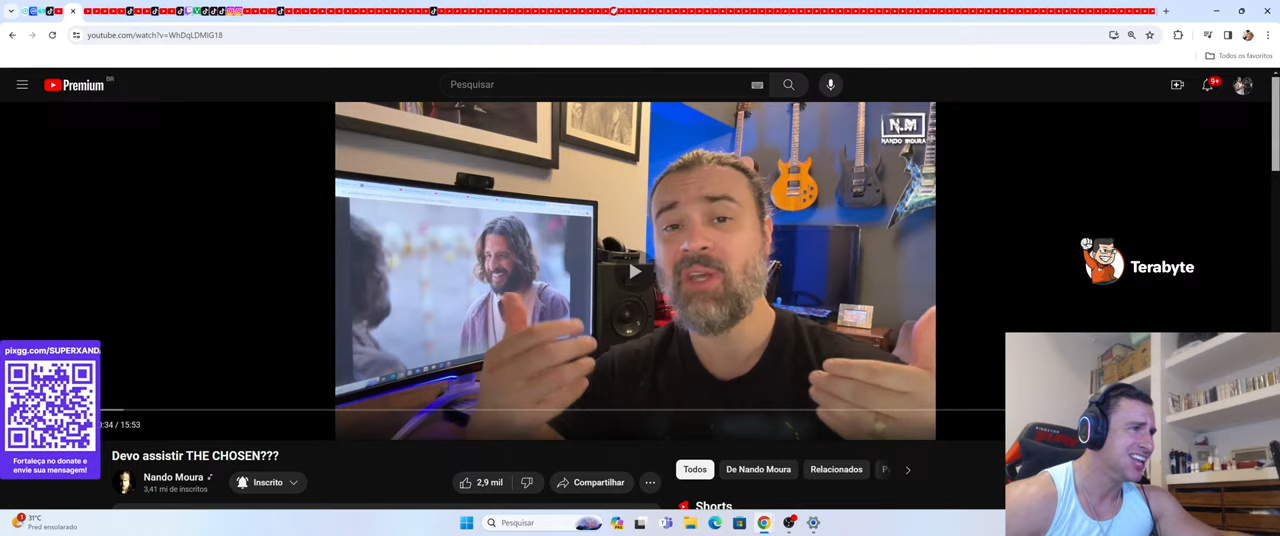 youtube.com/watch?v=WhDqLDMIG18
Todos os favoritos
Premium BR
Pesquisar
9+
N.M
NANDO MOURA
Terabyte
pixgg.com/SUPERXAND
Fortaleça no donate e
envie sua mensagem!
:34 / 15:53
Devo assistir THE CHOSEN???
Nando Moura
3,41 mi de inscritos
Inscrito
2,9 mil
Compartilhar
Todos
De Nando Moura
Relacionados
Shorts
31°C
Pred ensolarado
Pesquisar